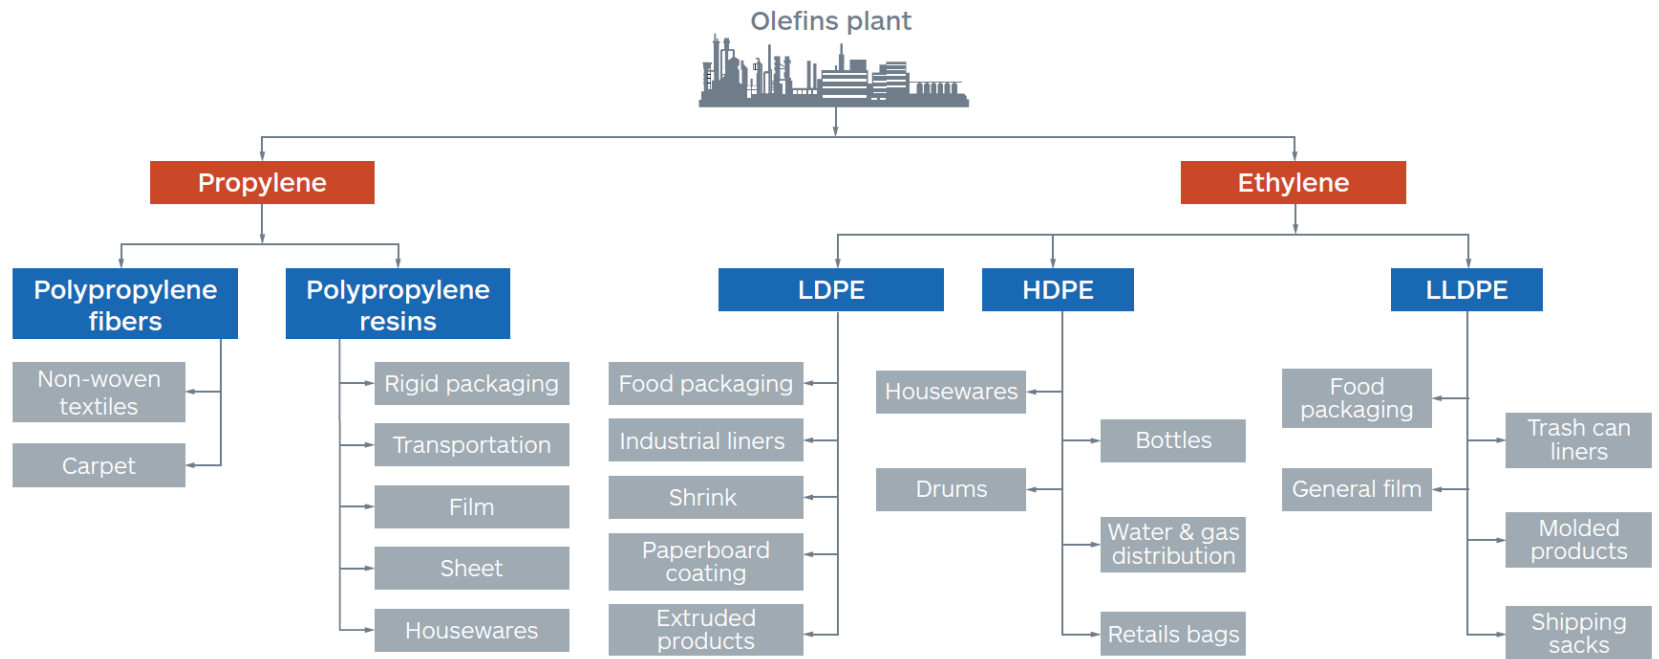 Olefins plant
Propylene
Ethylene
Polypropylene
fibers
Polypropylene
resins
LDPE
HDPE
LLDPE
Non-woven
textiles
Carpet
Rigid packaging
Transportation
Film
Sheet
Housewares
Food packaging
Industrial liners
Shrink
Paperboard
coating
Extruded
products
Housewares
Drums
Bottles
Water & gas
distribution
Retails bags
Food
packaging
General film
Trash can
liners
Molded
products
Shipping
sacks